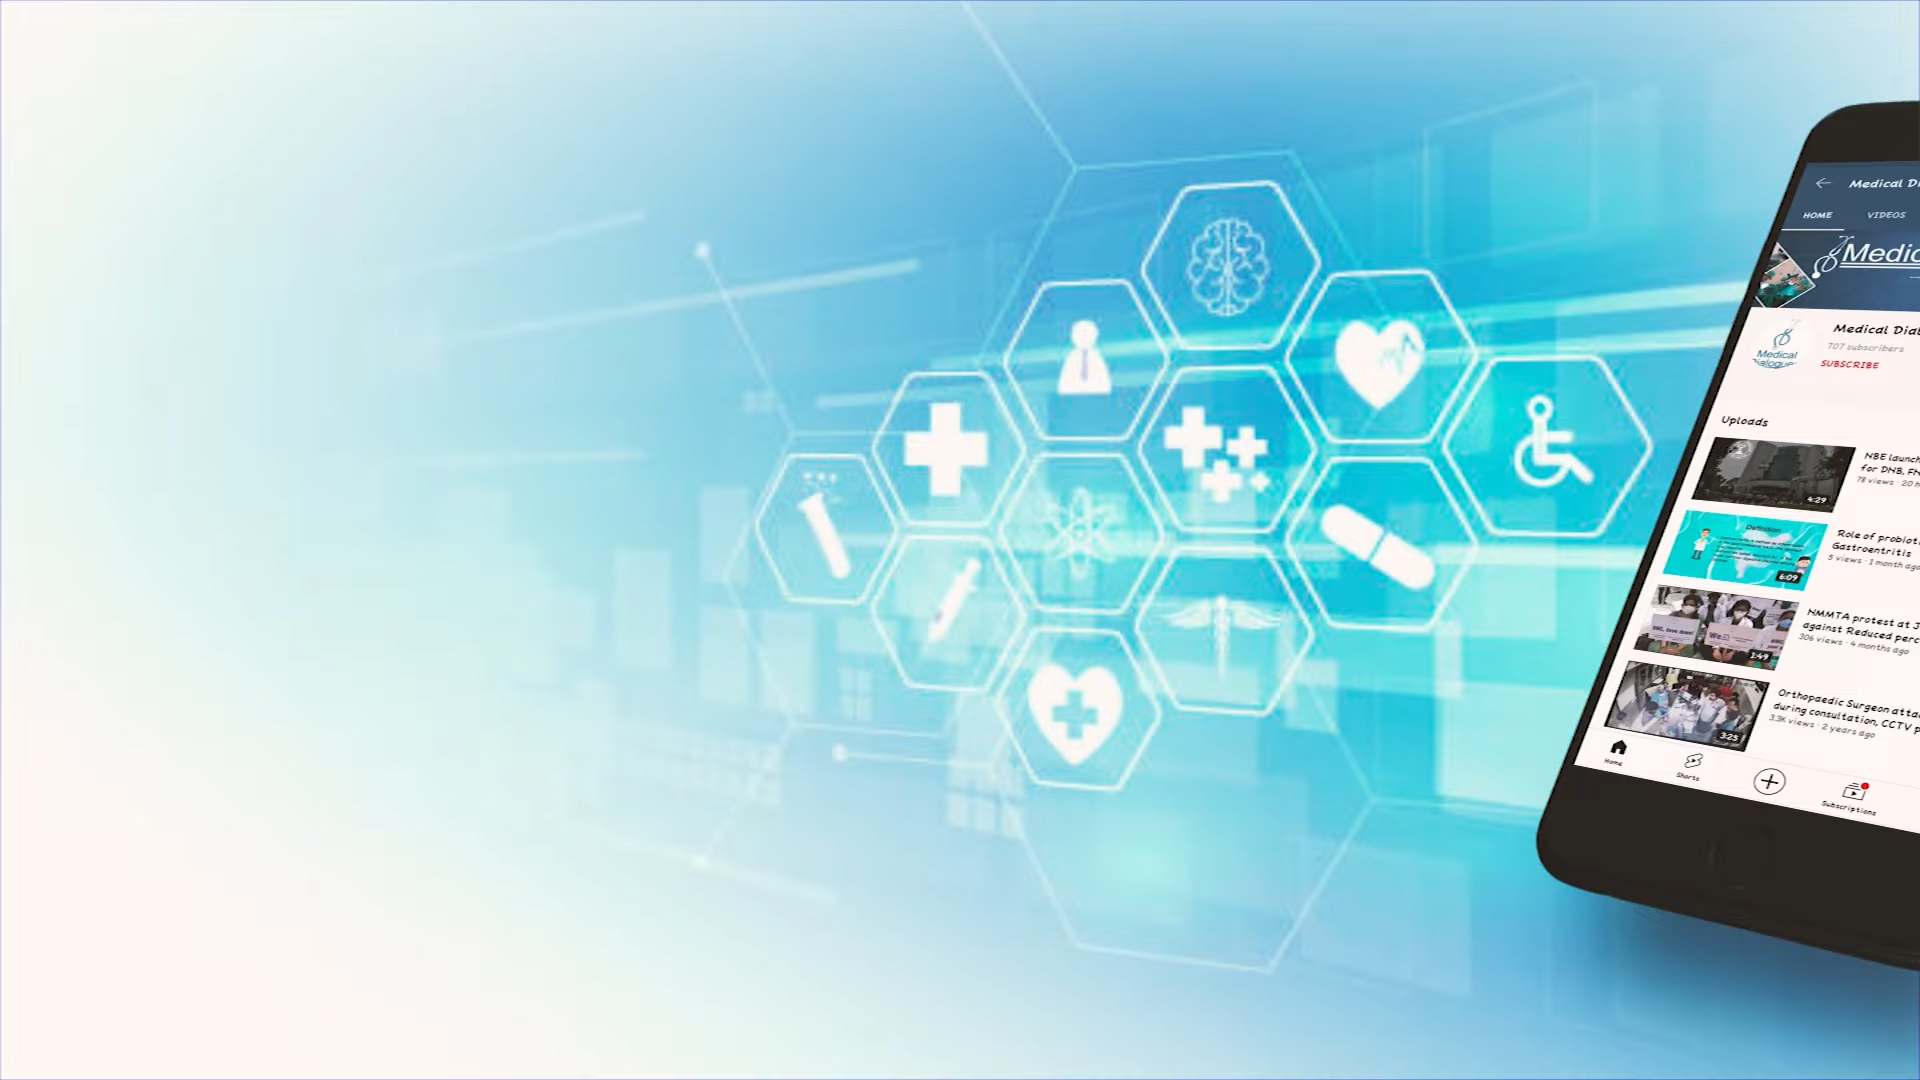 Medical Di
HOME
VIDEOS
Medic
Medical Dial
707 subscribers
SUBSCRIBE
Medical
Dialogues
Uploads
NBE launch
for DNB, FN
78 views · 20 h
4:29
Definition
Role of probiot
Gastroentritis
5 views · 1 month ago
6:09
NMMTA protest at J
against Reduced perc
306 views · 4 months ago
We
1:49
Orthopaedic Surgeon atta
during consultation, CCTV p
3.3K views · 2 years ago
3:25
Home
Shorts
Subscriptions